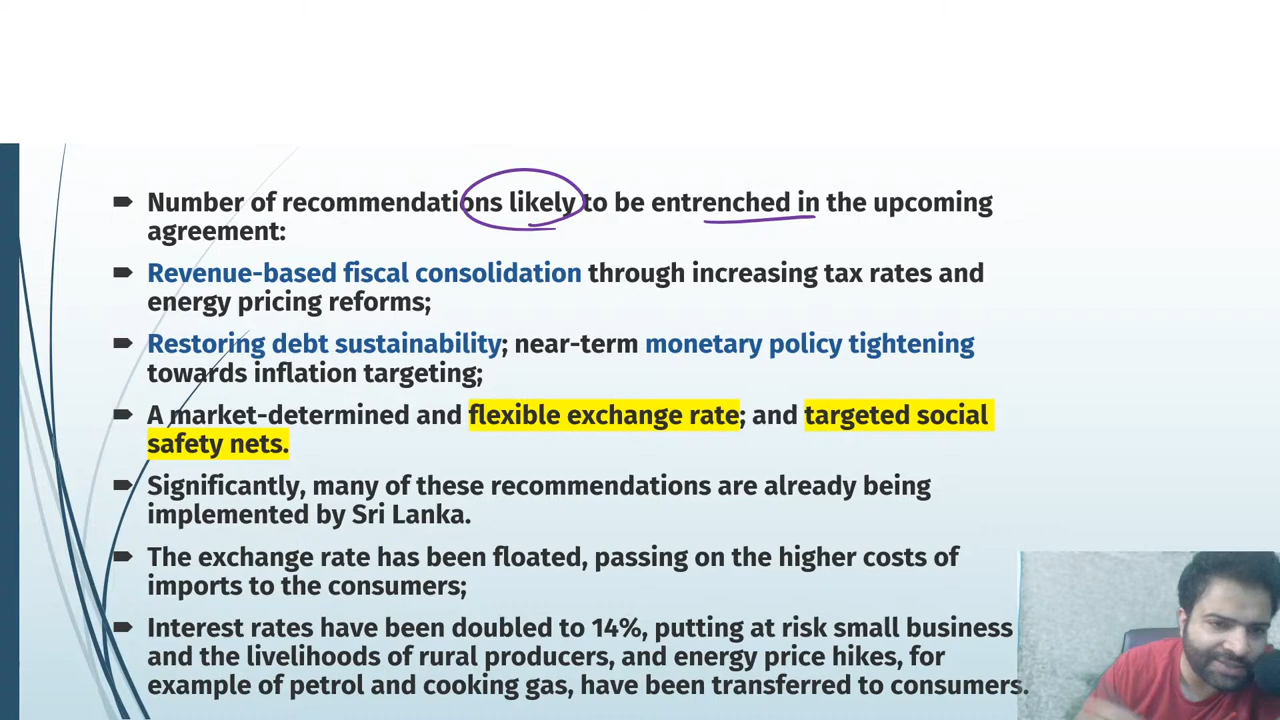 Number of recommendations likely to be entrenched in the upcoming
agreement:
Revenue-based fiscal consolidation through increasing tax rates and
energy pricing reforms;
Restoring debt sustainability; near-term monetary policy tightening
towards inflation targeting;
A market-determined and flexible exchange rate; and targeted social
safety nets.
Significantly, many of these recommendations are already being
implemented by Sri Lanka.
The exchange rate has been floated, passing on the higher costs of
imports to the consumers;
Interest rates have been doubled to 14%, putting at risk small business
and the livelihoods of rural producers, and energy price hikes, for
example of petrol and cooking gas, have been transferred to consumers.